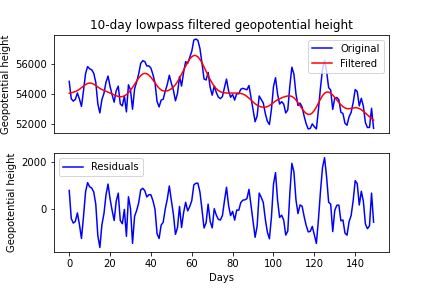 10-day lowpass filtered geopotential height
Geopotential height
56000
54000
52000
Original
Filtered
Geopotential height
2000
0
Residuals
0 20 40 60 80 100 120 140
Days